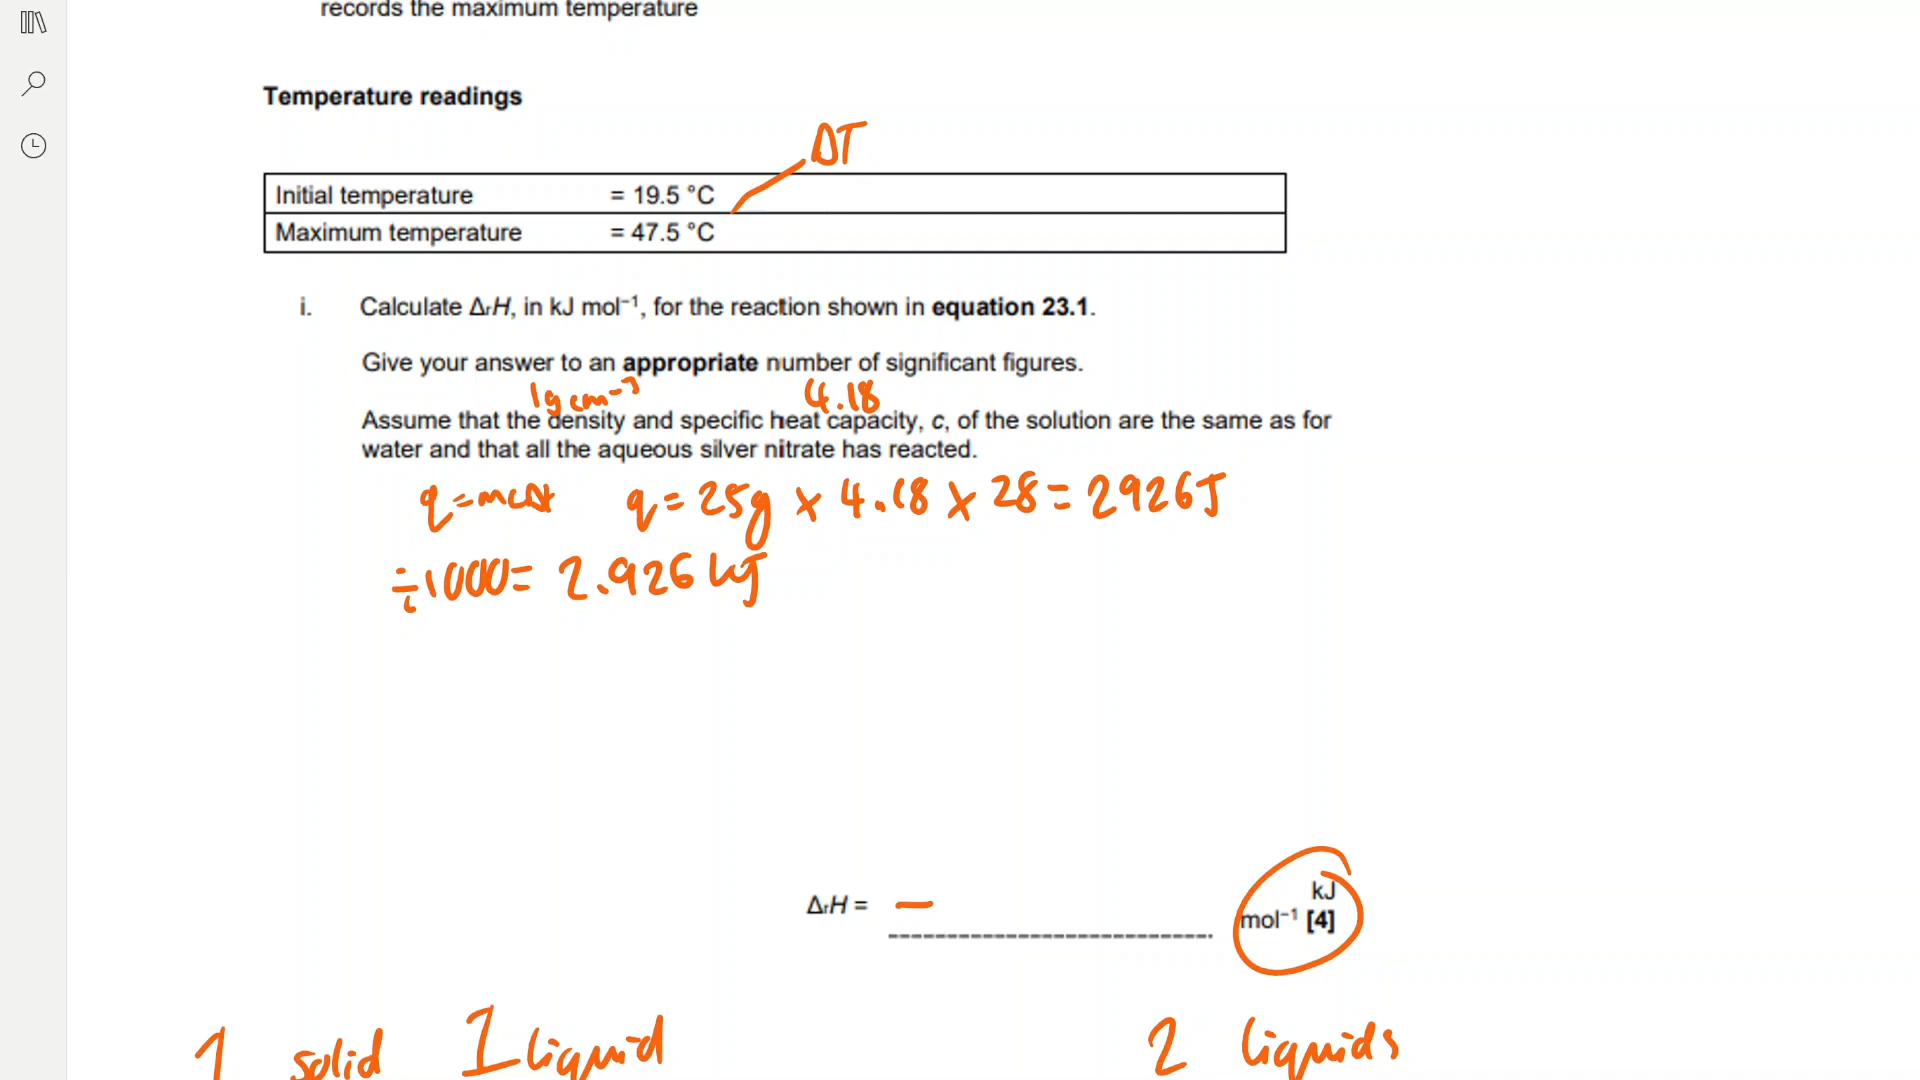 records the maximum temperature
Temperature readings
ΔT
Initial temperature = 19.5 °C
Maximum temperature = 47.5 °C
i. Calculate ΔrH, in kJ mol⁻¹, for the reaction shown in equation 23.1.
Give your answer to an appropriate number of significant figures.
1g cm⁻³ 4.18
Assume that the density and specific heat capacity, c, of the solution are the same as for
water and that all the aqueous silver nitrate has reacted.
q=mcΔt q = 25g × 4.18 × 28 = 2926J
÷1000= 2.926 kJ
kJ
ΔrH = –
mol⁻¹ [4]
1 solid 1 liquid 2 liquids